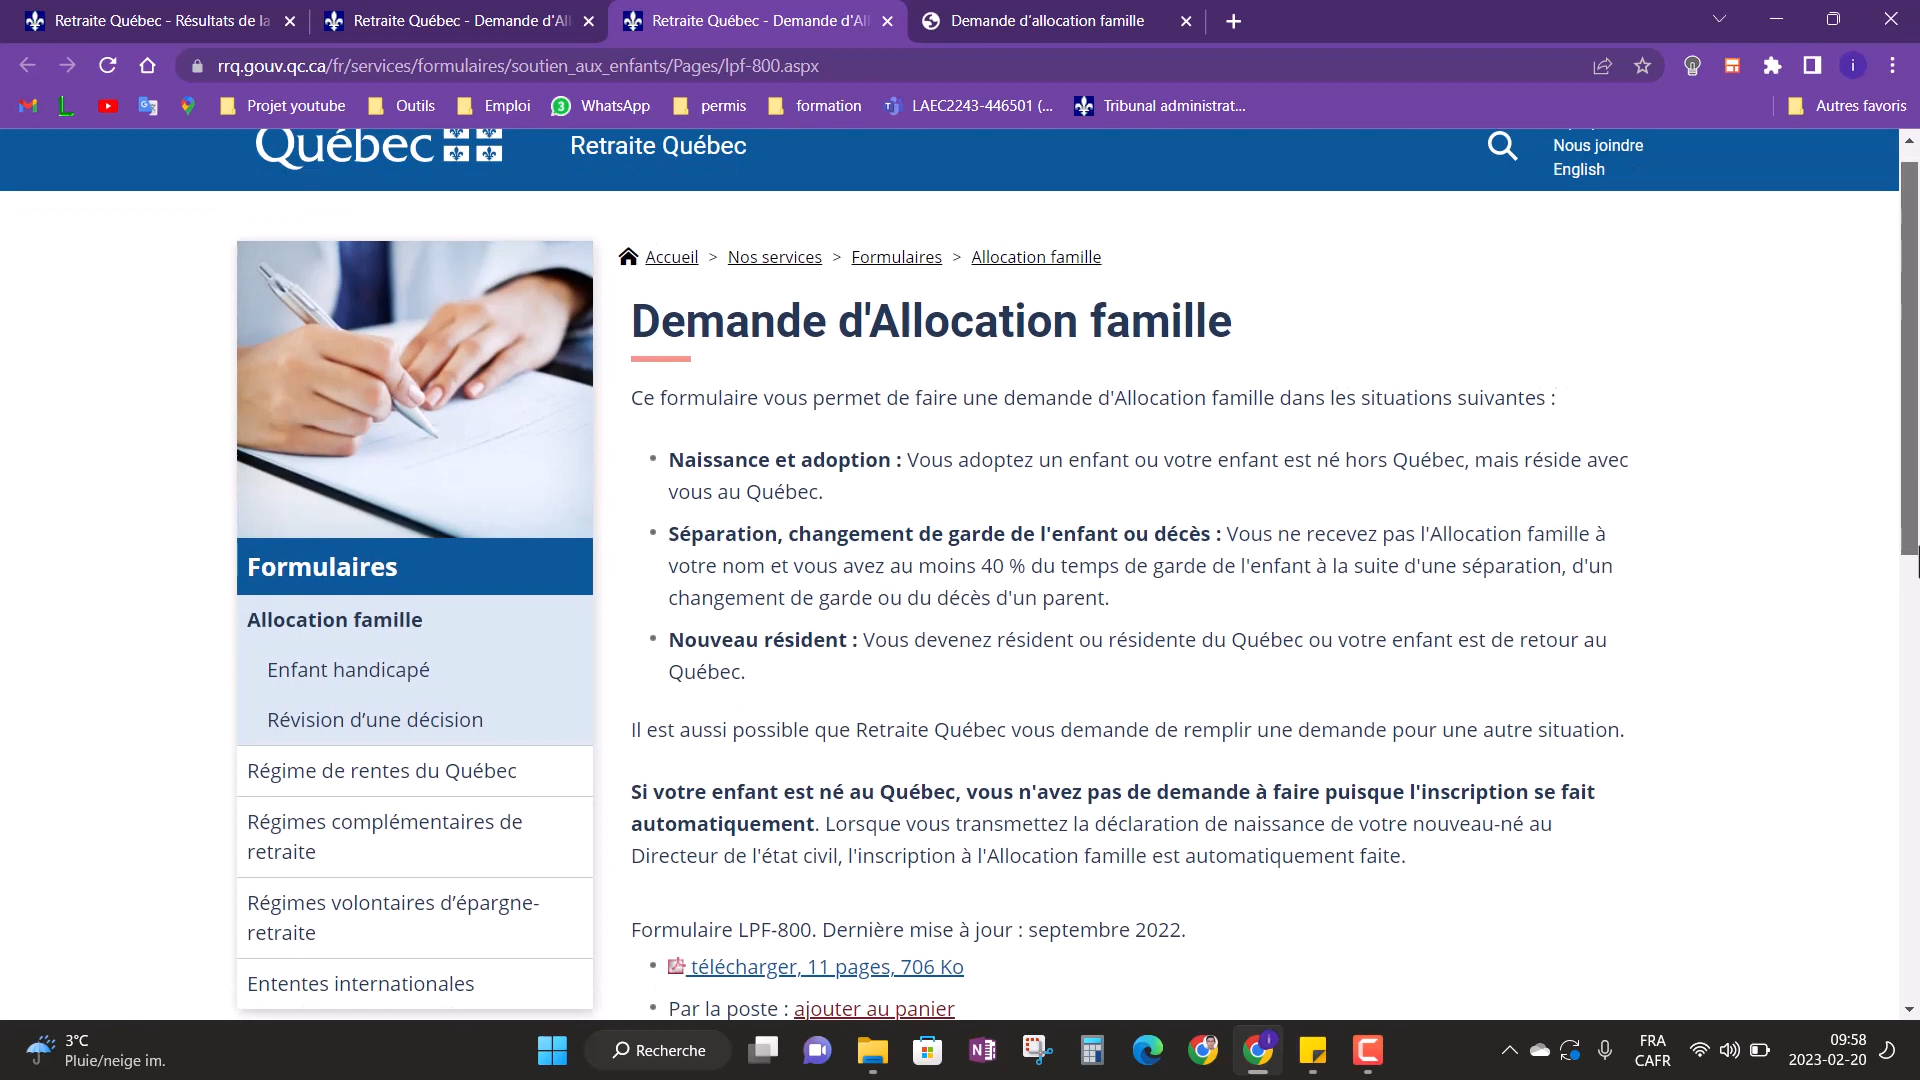 Retraite Québec - Résultats de la
Retraite Québec - Demande d'All
Retraite Québec - Demande d'All
Demande d'allocation famille
rrq.gouv.qc.ca/fr/services/formulaires/soutien_aux_enfants/Pages/lpf-800.aspx
i
Projet youtube
Outils
Emploi
3
WhatsApp
permis
formation
LAEC2243-446501 (...
Tribunal administrat...
Autres favoris
Québec
Retraite Québec
Nous joindre
English
Accueil > Nos services > Formulaires > Allocation famille
Demande d'Allocation famille
Ce formulaire vous permet de faire une demande d'Allocation famille dans les situations suivantes :
• Naissance et adoption : Vous adoptez un enfant ou votre enfant est né hors Québec, mais réside avec
vous au Québec.
• Séparation, changement de garde de l'enfant ou décès : Vous ne recevez pas l'Allocation famille à
votre nom et vous avez au moins 40 % du temps de garde de l'enfant à la suite d'une séparation, d'un
changement de garde ou du décès d'un parent.
• Nouveau résident : Vous devenez résident ou résidente du Québec ou votre enfant est de retour au
Québec.
Il est aussi possible que Retraite Québec vous demande de remplir une demande pour une autre situation.
Si votre enfant est né au Québec, vous n'avez pas de demande à faire puisque l'inscription se fait
automatiquement. Lorsque vous transmettez la déclaration de naissance de votre nouveau-né au
Directeur de l'état civil, l'inscription à l'Allocation famille est automatiquement faite.
Formulaire LPF-800. Dernière mise à jour : septembre 2022.
• télécharger, 11 pages, 706 Ko
• Par la poste : ajouter au panier
Formulaires
Allocation famille
Enfant handicapé
Révision d’une décision
Régime de rentes du Québec
Régimes complémentaires de
retraite
Régimes volontaires d’épargne-
retraite
Ententes internationales
3°C
Pluie/neige im.
Recherche
FRA
CAFR
09:58
2023-02-20